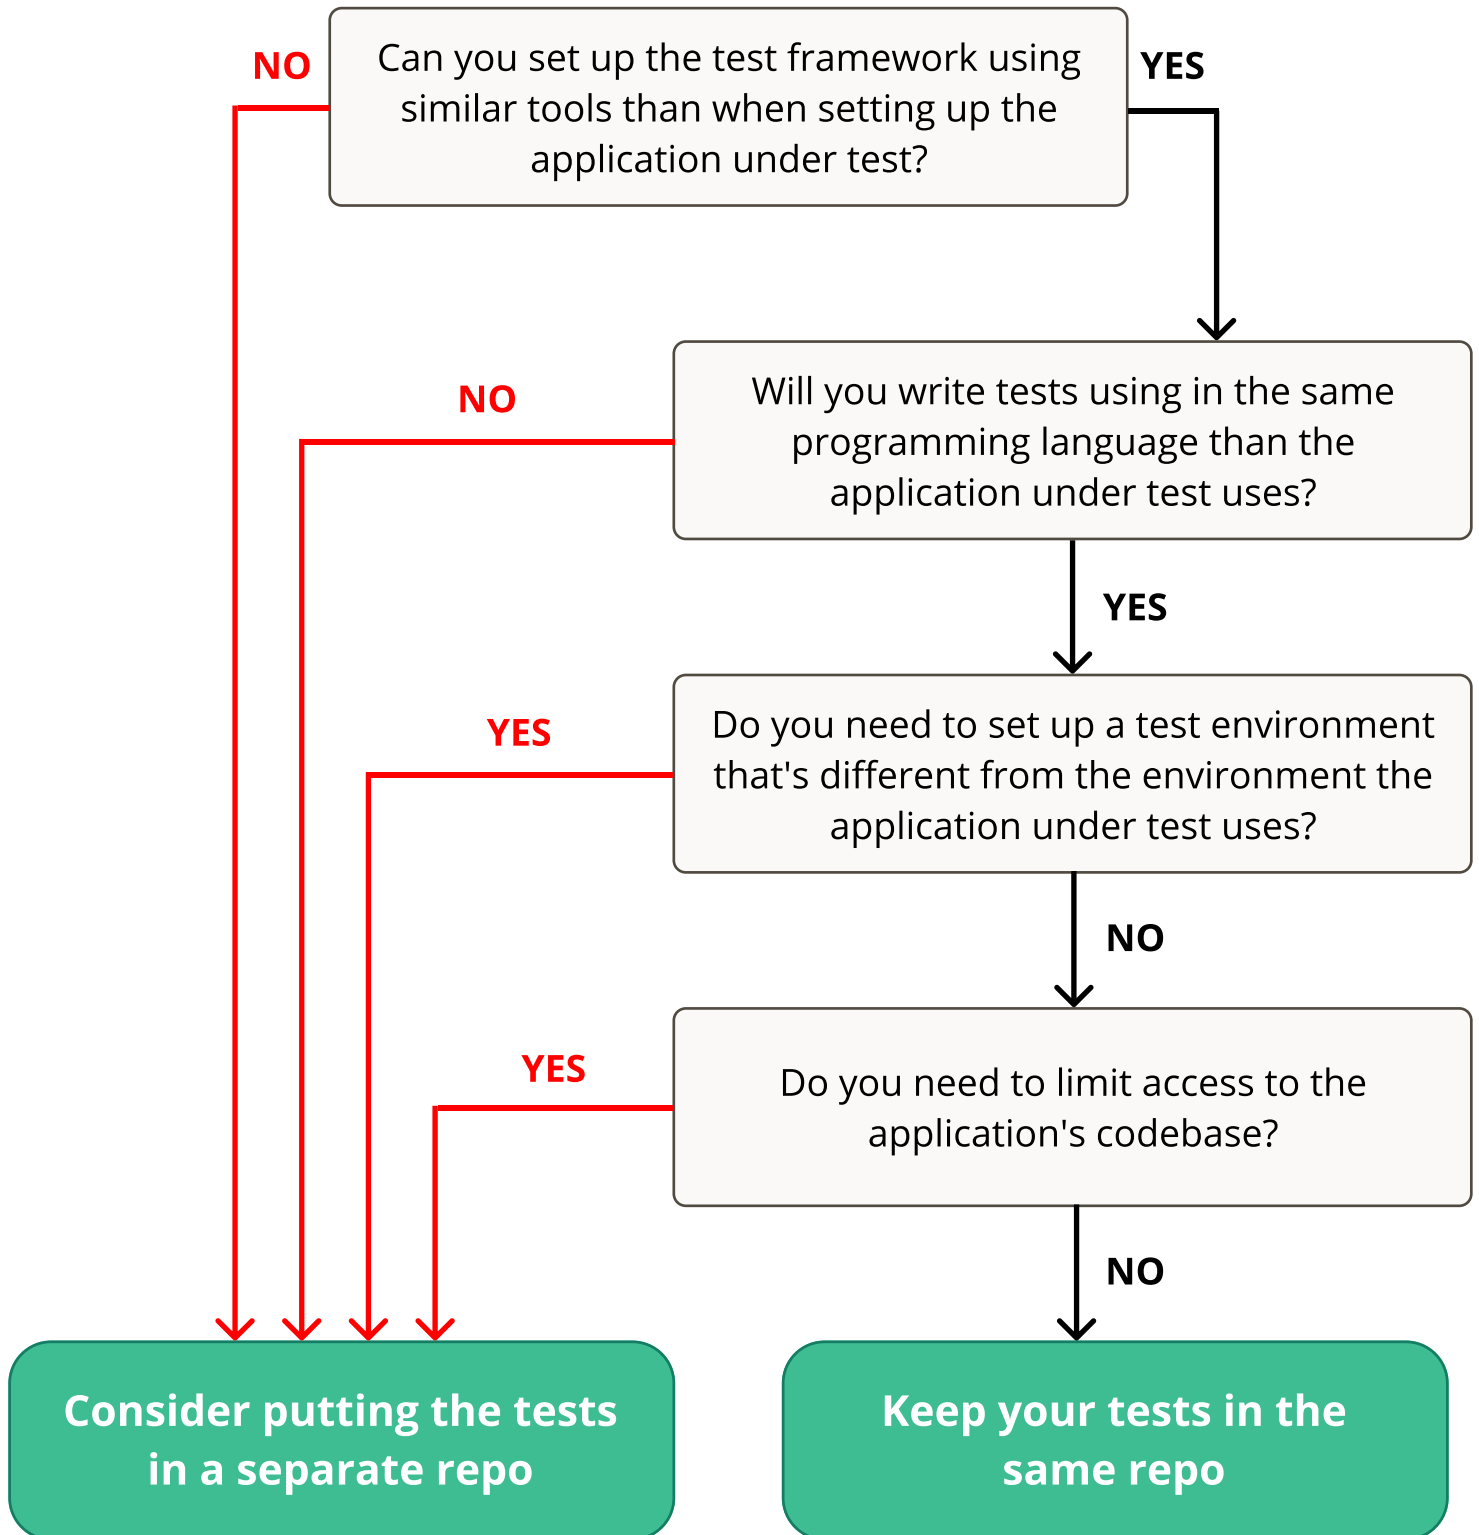 NO
Can you set up the test framework using
similar tools than when setting up the
application under test?
YES
NO
Will you write tests using in the same
programming language than the
application under test uses?
YES
YES
Do you need to set up a test environment
that's different from the environment the
application under test uses?
NO
YES
Do you need to limit access to the
application's codebase?
NO
Consider putting the tests
in a separate repo
Keep your tests in the
same repo